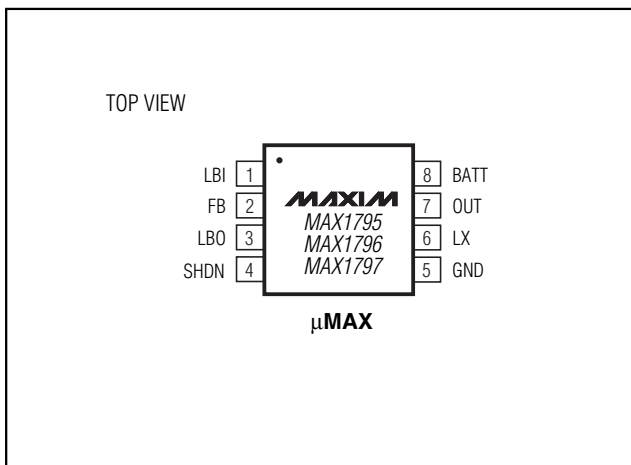 TOP VIEW
LBI 1
FB 2
LBO 3
SHDN 4
MAXIM
MAX1795
MAX1796
MAX1797
8 BATT
7 OUT
6 LX
5 GND
µMAX